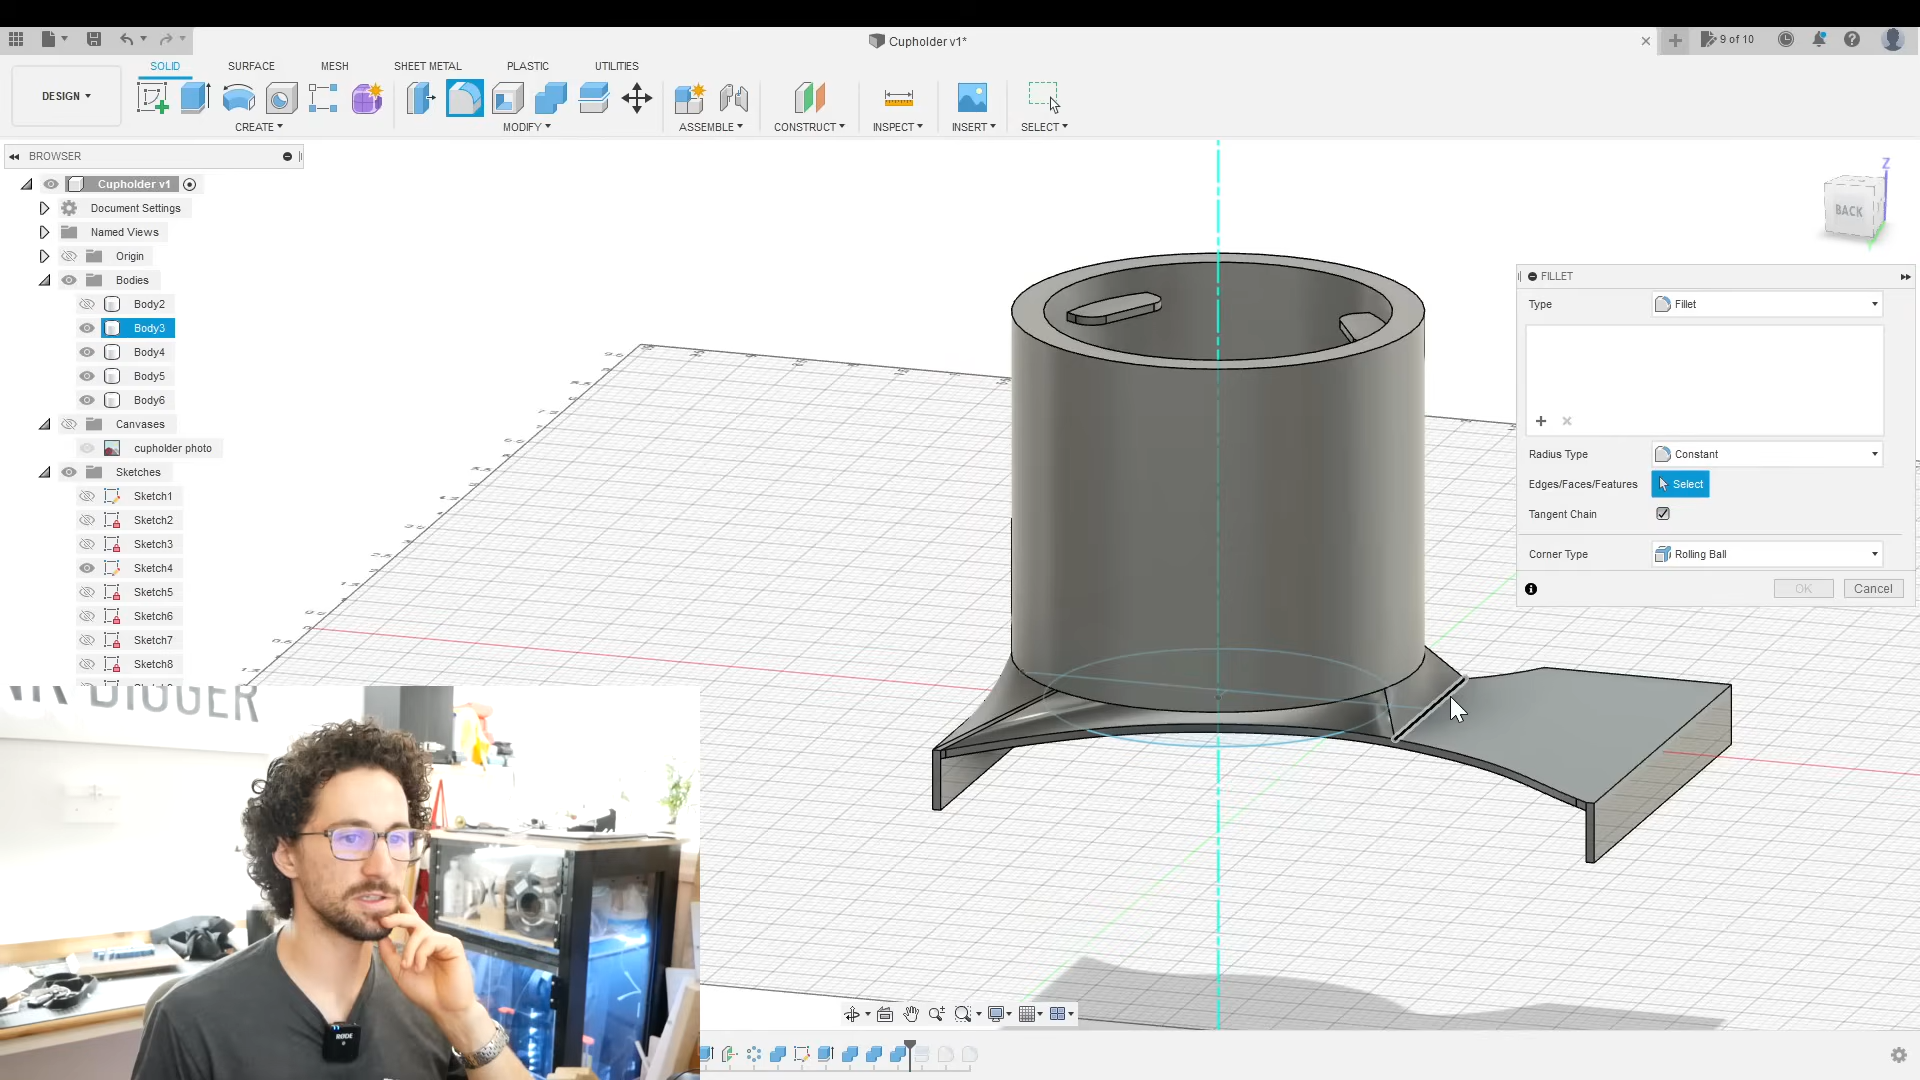 Cupholder v1*
9 of 10
DESIGN
SOLID
SURFACE
MESH
SHEET METAL
PLASTIC
UTILITIES
CREATE
MODIFY
ASSEMBLE
CONSTRUCT
INSPECT
INSERT
SELECT
BROWSER
Cupholder v1
Document Settings
Named Views
Origin
Bodies
Body2
Body3
Body4
Body5
Body6
Canvases
cupholder photo
Sketches
Sketch1
Sketch2
Sketch3
Sketch4
Sketch5
Sketch6
Sketch7
Sketch8
Z
BACK
FILLET
Type
Fillet
Radius Type
Constant
Edges/Faces/Features
Select
Tangent Chain
Corner Type
Rolling Ball
OK
Cancel
BIGGER
RODE